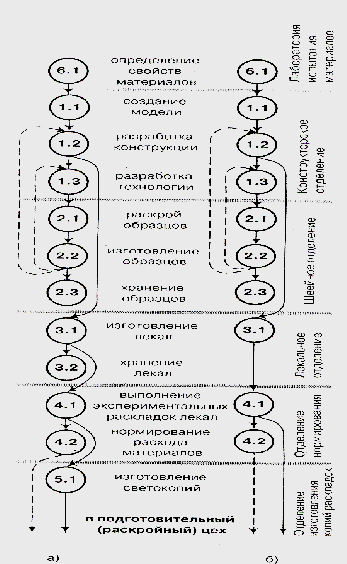 6.1
определение
свойств
материалов
6.1
Лаборатория
испытания
материалов
1.1
создание
модели
1.1
1.2
разработка
конструкции
1.2
Конструкторское
отделение
1.3
разработка
технологии
1.3
2.1
раскрой
образцов
2.1
2.2
изготовление
образцов
2.2
Швейное отделение
2.3
хранение
образцов
2.3
3.1
изготовление
лекал
3.1
Лекальное
отделение
3.2
хранение
лекал
4.1
выполнение
экспериментальных
раскладок лекал
4.1
Отделение
нормирования
4.2
нормирование
расхода
материалов
4.2
5.1
изготовление
светокопий
Отделение
изготовления
копий раскладок
подготовительный
(раскройный) цех
а)
б)